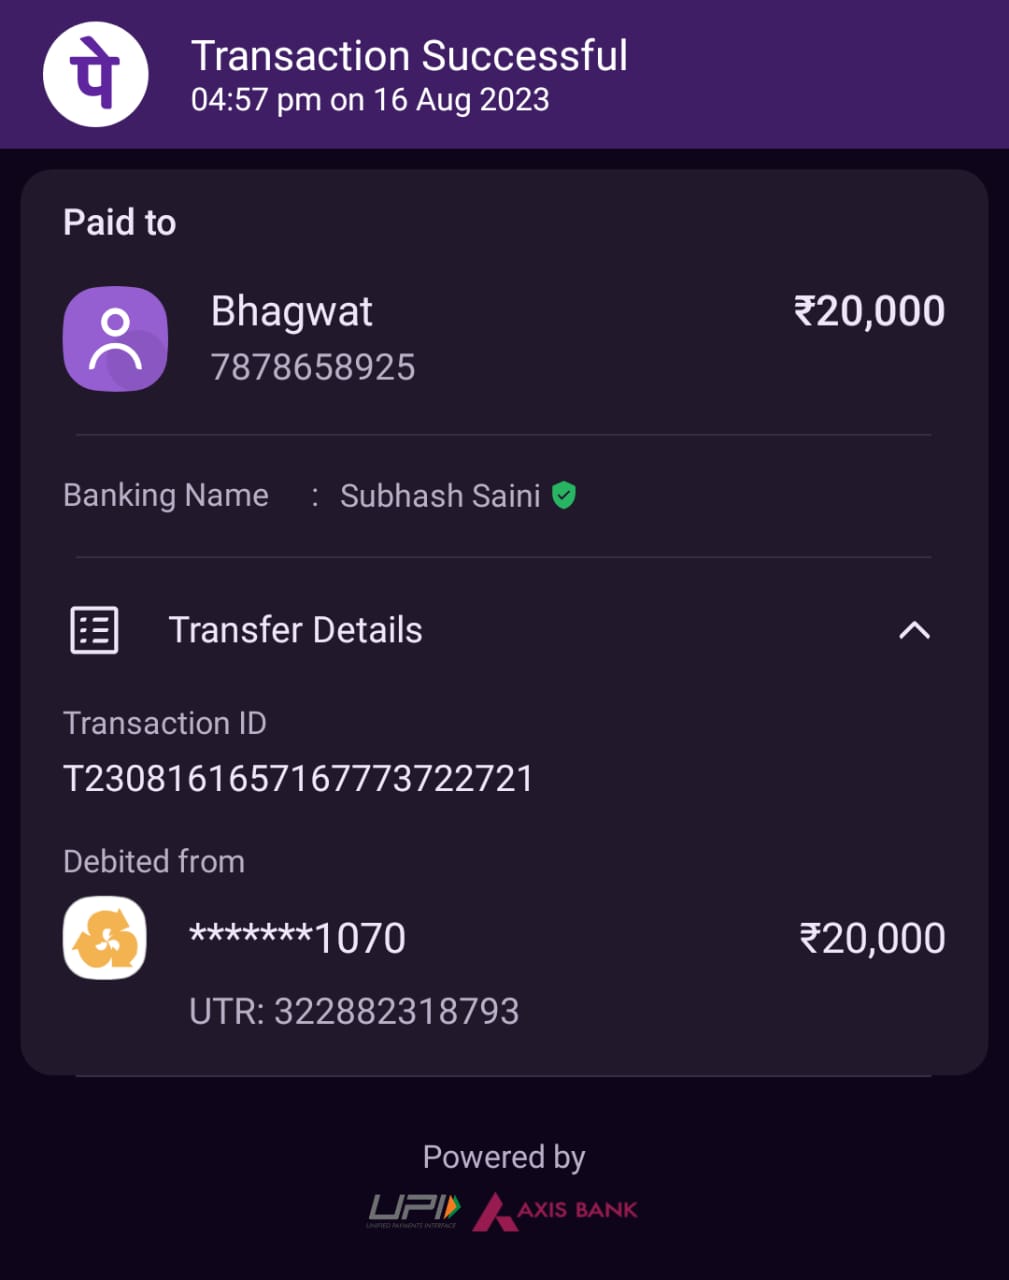 पे
Transaction Successful
04:57 pm on 16 Aug 2023
Paid to
Bhagwat
₹20,000
7878658925
Banking Name : Subhash Saini
Transfer Details
Transaction ID
T2308161657167773722721
Debited from
*******1070
₹20,000
UTR: 322882318793
Powered by
UPI
UNIFIED PAYMENTS INTERFACE
AXIS BANK